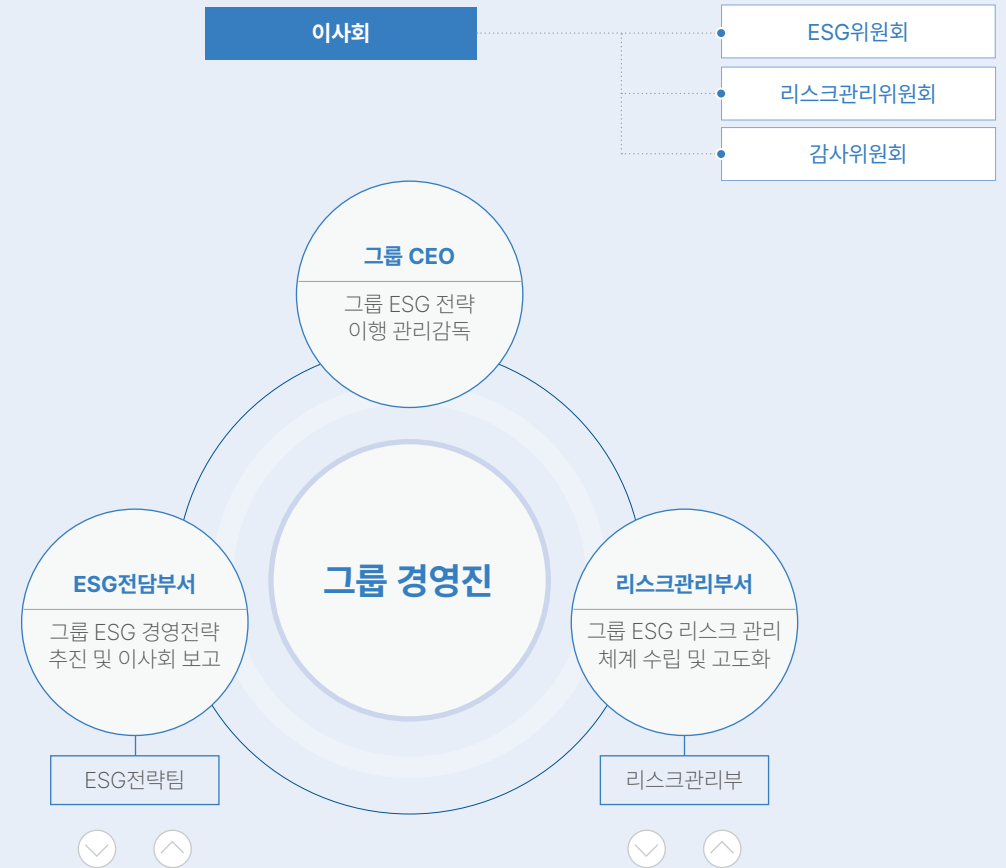 이사회
ESG위원회
리스크관리위원회
감사위원회
그룹 CEO
그룹 ESG 전략
이행 관리감독
그룹 경영진
ESG전담부서
그룹 ESG 경영전략
추진 및 이사회 보고
리스크관리부서
그룹 ESG 리스크 관리
체계 수립 및 고도화
ESG전략팀
리스크관리부